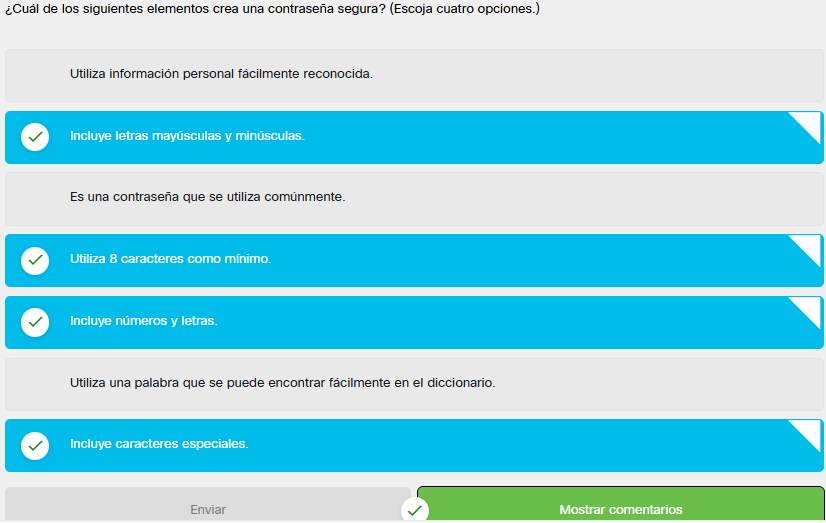 ¿Cuál de los siguientes elementos crea una contraseña segura? (Escoja cuatro opciones.)
Utiliza información personal fácilmente reconocida.
Incluye letras mayúsculas y minúsculas.
Es una contraseña que se utiliza comúnmente.
Utiliza 8 caracteres como mínimo.
Incluye números y letras.
Utiliza una palabra que se puede encontrar fácilmente en el diccionario.
Incluye caracteres especiales.
Enviar
Mostrar comentarios